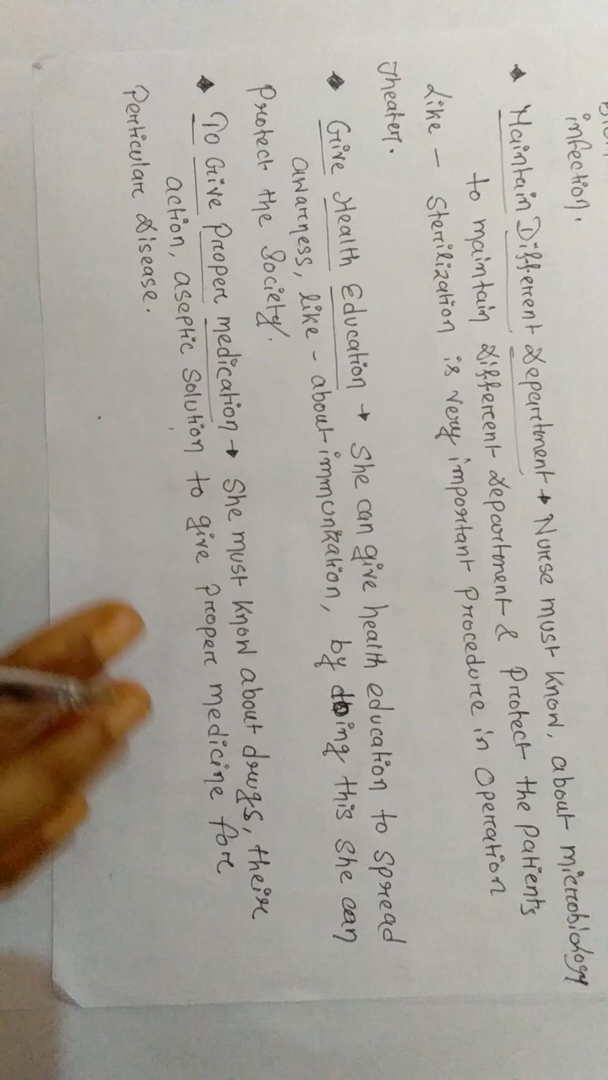 infection.
Maintain Different Department → Nurse must know, about microbiology
to maintain different department & protect the patients
Like - Sterilization is very important procedure in operation
theater.
Give Health Education → She can give health education to spread
awarness, like - about immunization, by doing this she can
protect the society.
To Give proper medication → She must know about drugs, their
action, aseptic solution to give proper medicine for
perticular disease.